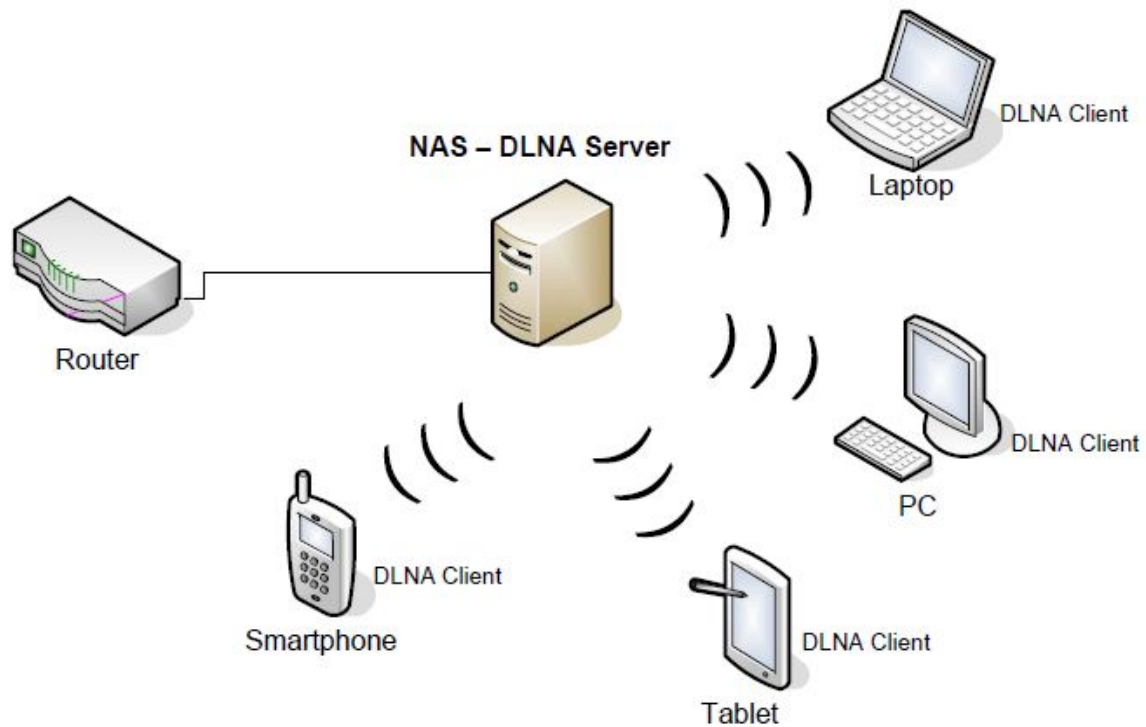 DLNA Client
Laptop
NAS – DLNA Server
Router
DLNA Client
PC
DLNA Client
Smartphone
DLNA Client
Tablet